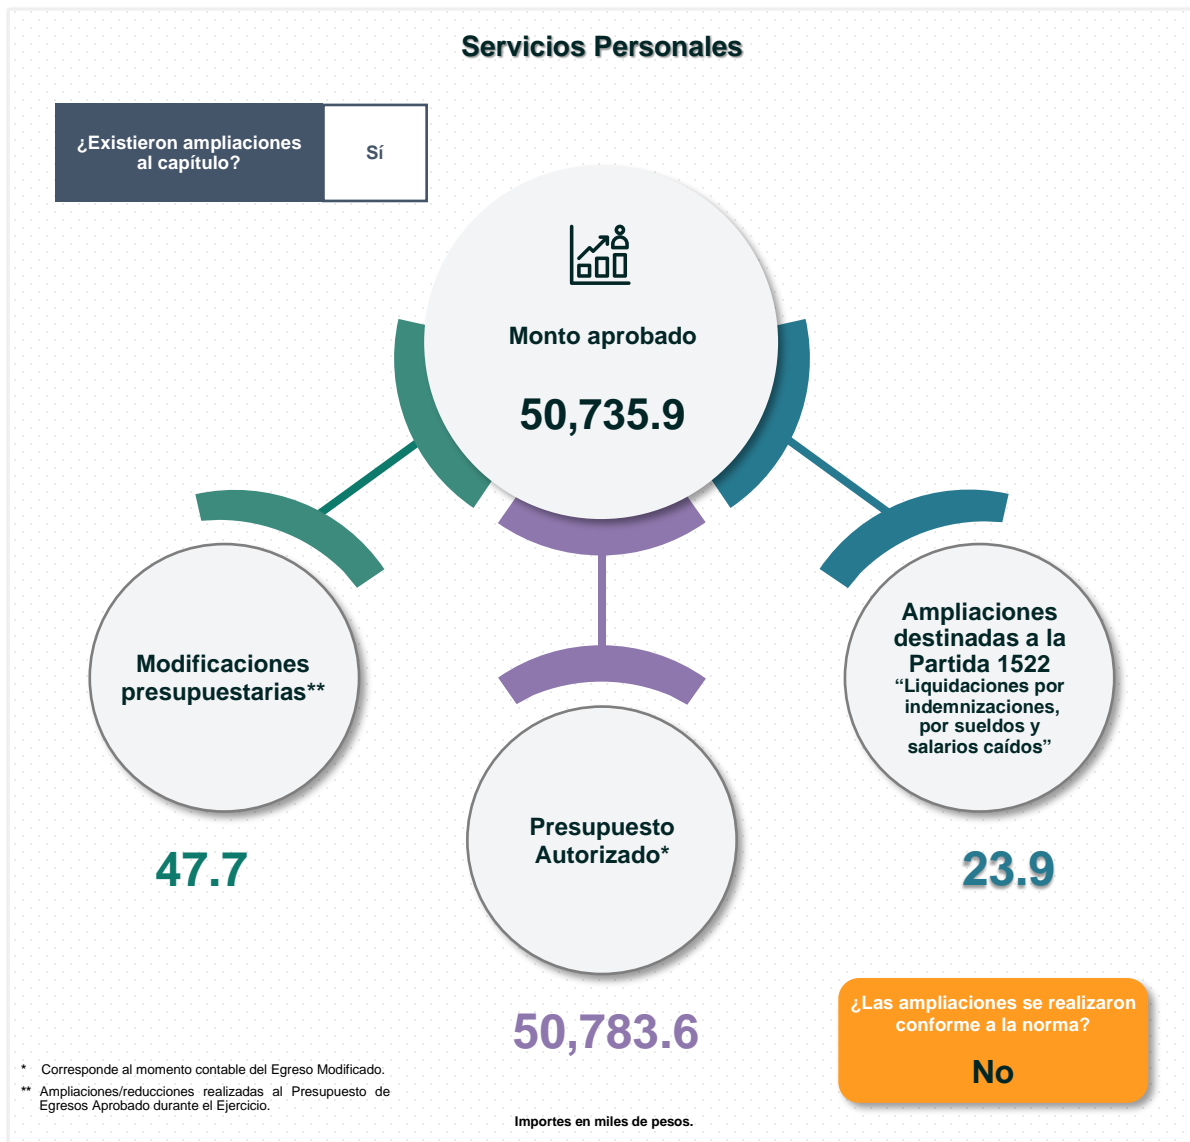 Servicios Personales
¿Existieron ampliaciones
al capítulo?
Sí
Monto aprobado
50,735.9
Modificaciones
presupuestarias**
47.7
Presupuesto
Autorizado*
50,783.6
Ampliaciones
destinadas a la
Partida 1522
“Liquidaciones por
indemnizaciones,
por sueldos y
salarios caídos”
23.9
¿Las ampliaciones se realizaron
conforme a la norma?
No
* Corresponde al momento contable del Egreso Modificado.
** Ampliaciones/reducciones realizadas al Presupuesto de
Egresos Aprobado durante el Ejercicio.
Importes en miles de pesos.